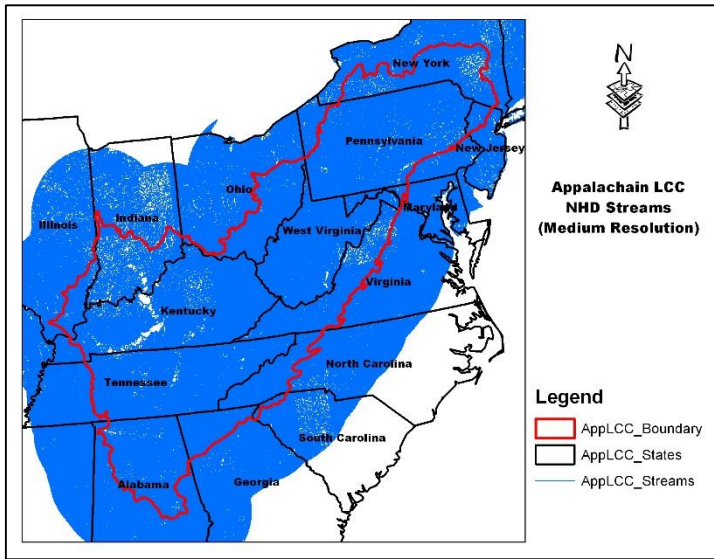 New York
Pennsylvania
New Jersey
Ohio
Maryland
Illinois
Indiana
West Virginia
Virginia
Kentucky
North Carolina
Tennessee
South Carolina
Alabama
Georgia
N
Appalachain LCC
NHD Streams
(Medium Resolution)
Legend
AppLCC_Boundary
AppLCC_States
AppLCC_Streams